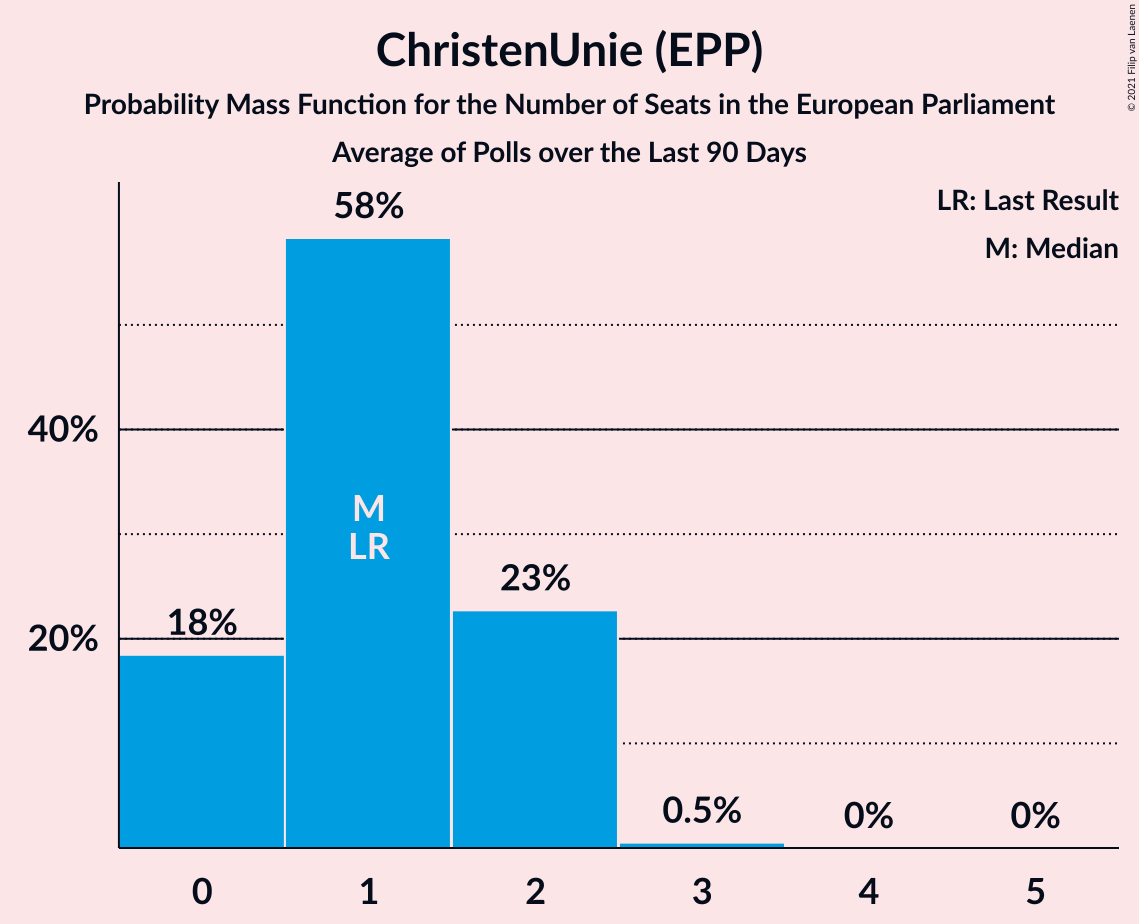 ChristenUnie (EPP)
Probability Mass Function for the Number of Seats in the European Parliament
Average of Polls over the Last 90 Days
© 2021 Filip van Laenen
LR: Last Result
M: Median
58%
40%
M
LR
23%
18%
20%
0.5%
0%
0%
0
1
2
3
4
5